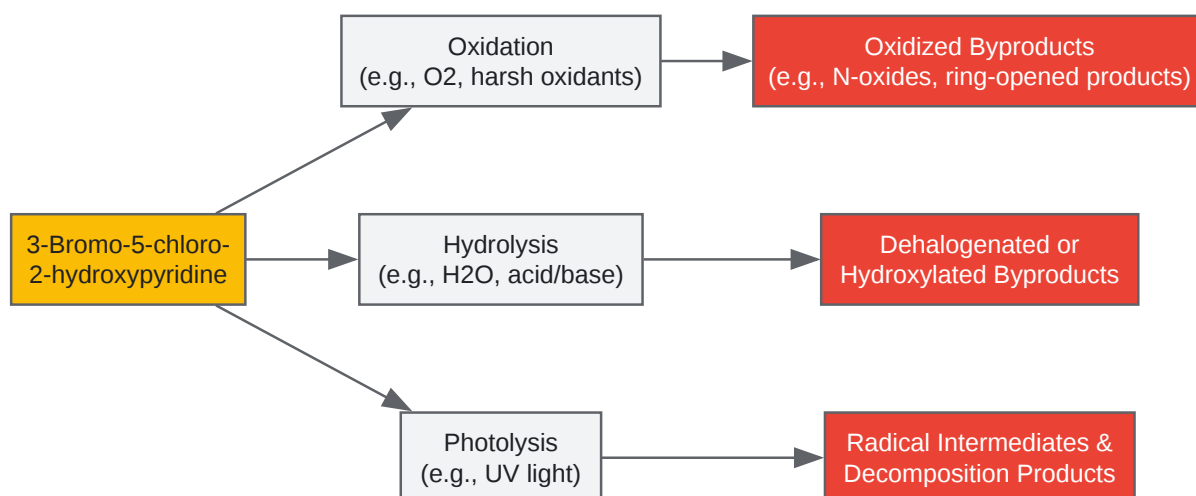 Oxidation
(e.g., O2, harsh oxidants)
Oxidized Byproducts
(e.g., N-oxides, ring-opened products)
3-Bromo-5-chloro-
2-hydroxypyridine
Hydrolysis
(e.g., H2O, acid/base)
Dehalogenated or
Hydroxylated Byproducts
Photolysis
(e.g., UV light)
Radical Intermediates &
Decomposition Products